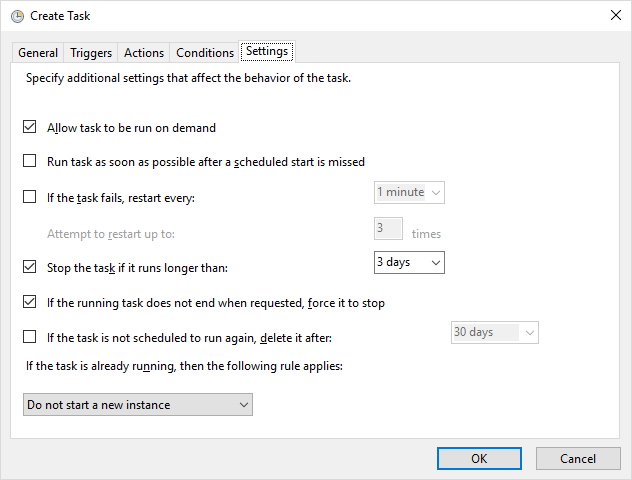 Create Task
General Triggers Actions Conditions Settings
Specify additional settings that affect the behavior of the task.
Allow task to be run on demand
Run task as soon as possible after a scheduled start is missed
If the task fails, restart every: 1 minute
Attempt to restart up to: 3 times
Stop the task if it runs longer than: 3 days
If the running task does not end when requested, force it to stop
If the task is not scheduled to run again, delete it after: 30 days
If the task is already running, then the following rule applies:
Do not start a new instance
OK Cancel